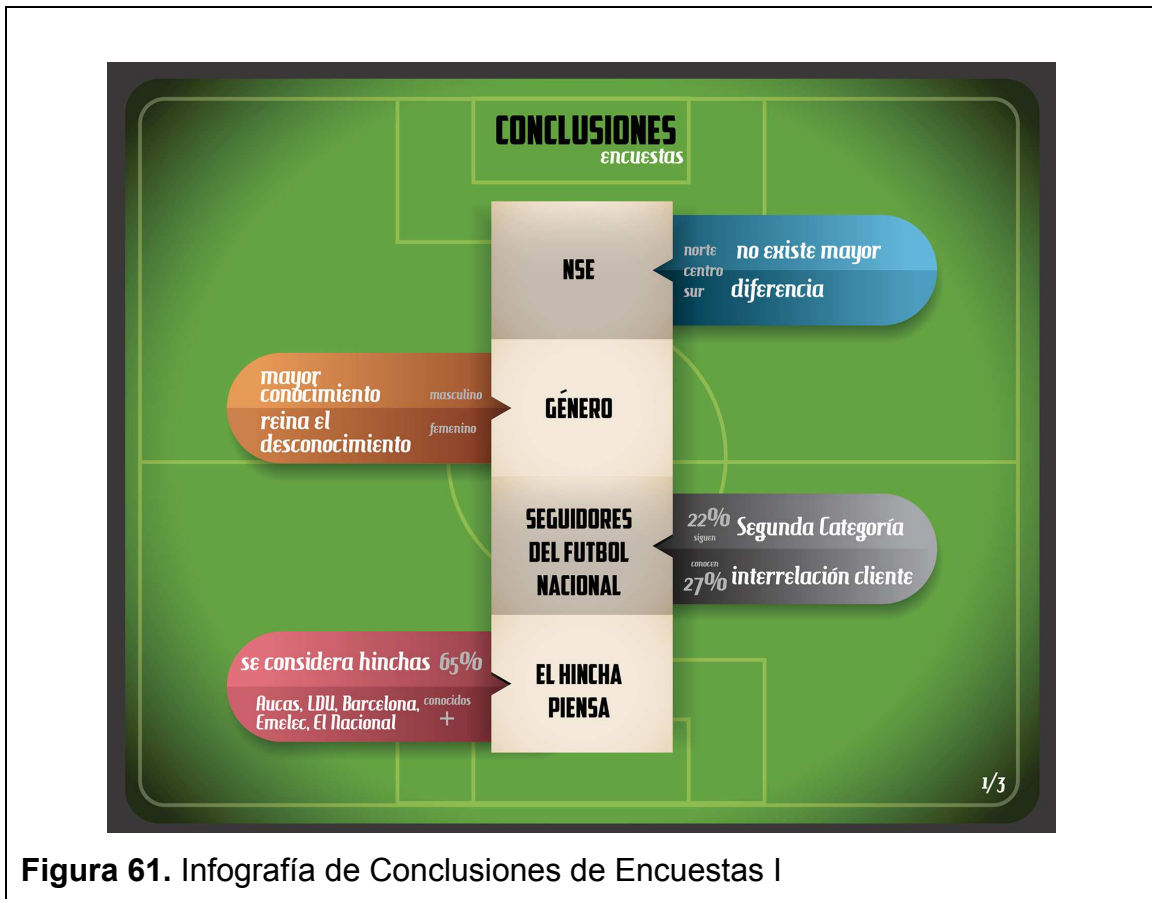 CONCLUSIONES
encuestas
NSE
norte
centro
sur
no existe mayor
diferencia
mayor
conocimiento
masculino
reina el
desconocimiento
femenino
GÉNERO
SEGUIDORES
DEL FUTBOL
NACIONAL
22%
siguen
Segunda Categoría
conocen
27%
interrelación cliente
se considera hinchas 65%
Aucas, LDU, Barcelona,
Emelec, El Nacional
conocidos
+
EL HINCHA
PIENSA
1/3
Figura 61. Infografía de Conclusiones de Encuestas I